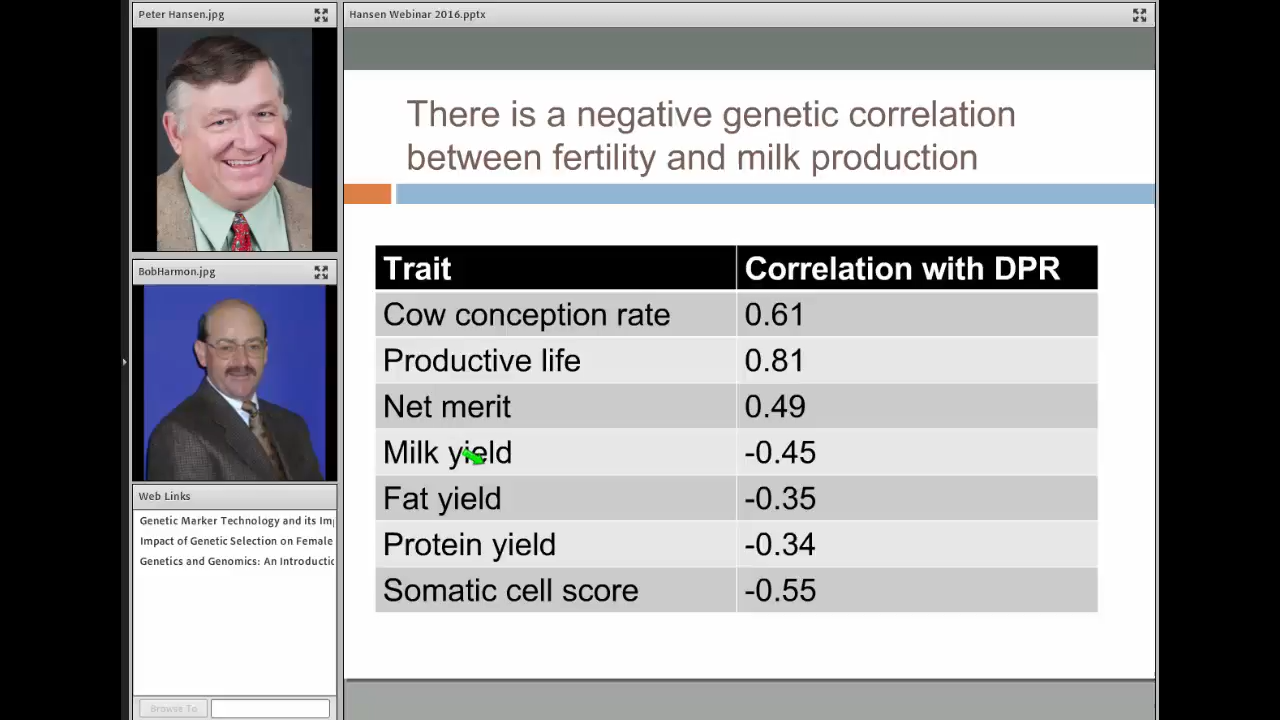 Peter Hansen.jpg
BobHarmon.jpg
Web Links
Genetic Marker Technology and its Im
Impact of Genetic Selection on Female
Genetics and Genomics: An Introductio
Browse To
Hansen Webinar 2016.pptx
There is a negative genetic correlation
between fertility and milk production
Trait Correlation with DPR
Cow conception rate 0.61
Productive life 0.81
Net merit 0.49
Milk yield -0.45
Fat yield -0.35
Protein yield -0.34
Somatic cell score -0.55